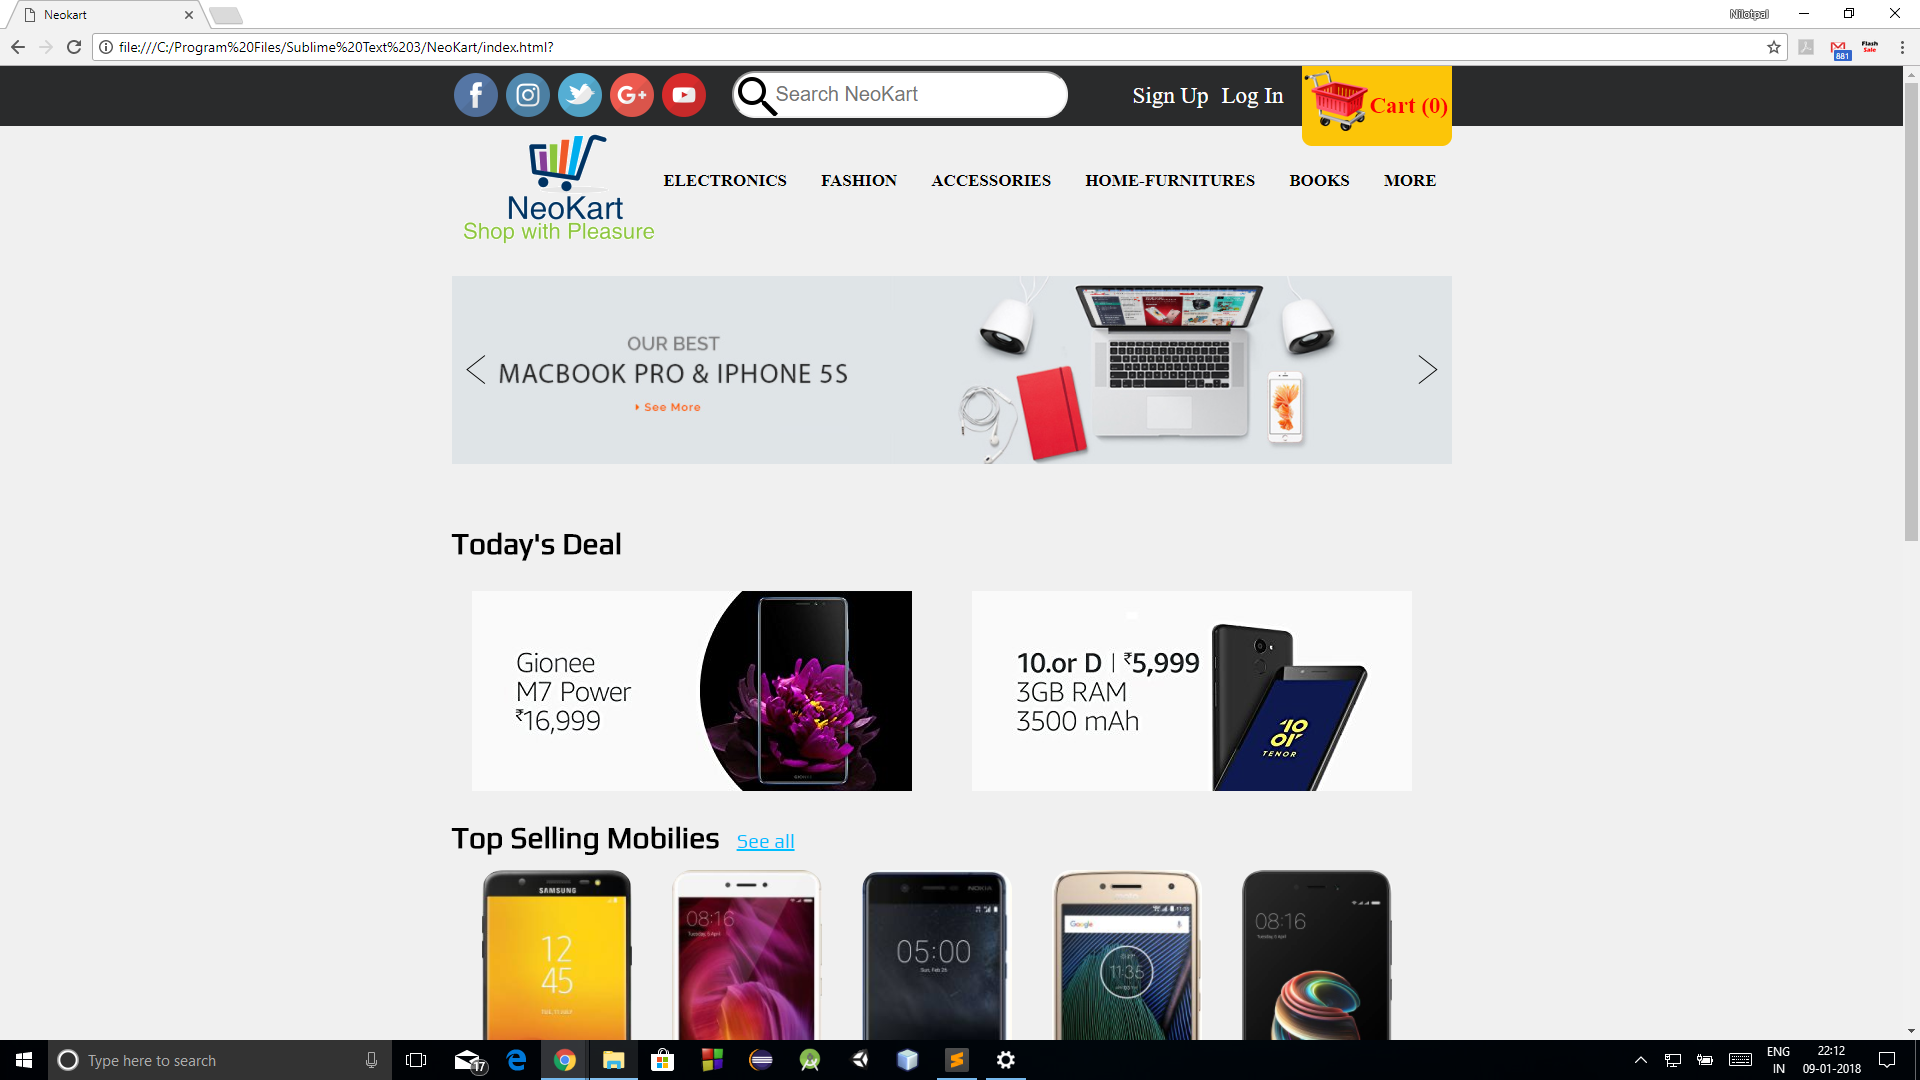 Neokart
Nilotpal
file:///C:/Program%20Files/Sublime%20Text%203/NeoKart/index.html?
881
Flash
Sale
Search NeoKart
Sign Up Log In
Cart (0)
NeoKart
Shop with Pleasure
ELECTRONICS FASHION ACCESSORIES HOME-FURNITURES BOOKS MORE
OUR BEST
MACBOOK PRO & IPHONE 5S
See More
Today's Deal
Gionee
M7 Power
₹16,999
10.or D | ₹5,999
3GB RAM
3500 mAh
10
or
TENOR
Top Selling Mobilies See all
SAMSUNG
12
45
08:16
NOKIA
05:00
Sun, Feb 26
Google
11:35
08:16
Type here to search
17
ENG
IN
22:12
09-01-2018